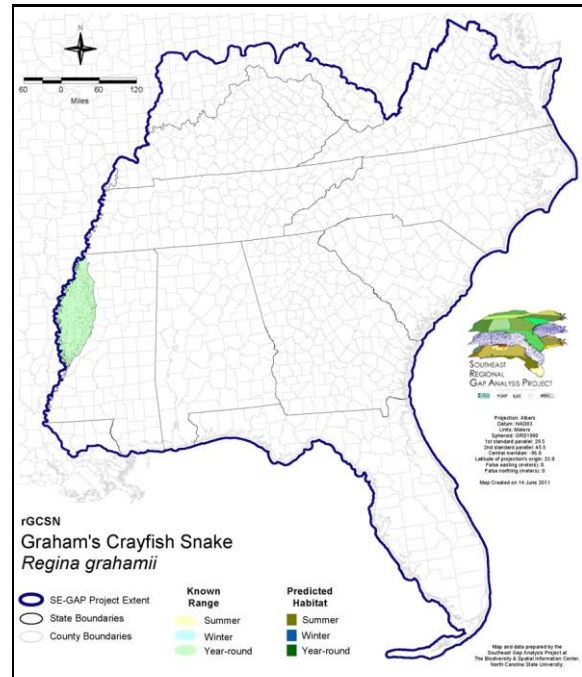 N
60 30 0 60 120
Miles
SOUTHEAST
REGIONAL
GAP ANALYSIS PROJECT
Projection: Albers
Datum: NAD83
Units: Meters
Spheroid: GRS1980
1st standard parallel: 29.5
2nd standard parallel: 45.5
Central meridian: -96.0
Latitude of projection's origin: 23.0
False easting (meters): 0
False northing (meters): 0
Map Created on 14 June 2011
rGCSN
Graham's Crayfish Snake
Regina grahamii
SE-GAP Project Extent
State Boundaries
County Boundaries
Known
Range
Summer
Winter
Year-round
Predicted
Habitat
Summer
Winter
Year-round
Map and data prepared by the
Southeast Gap Analysis Project at
The Biodiversity & Spatial Information Center,
North Carolina State University.